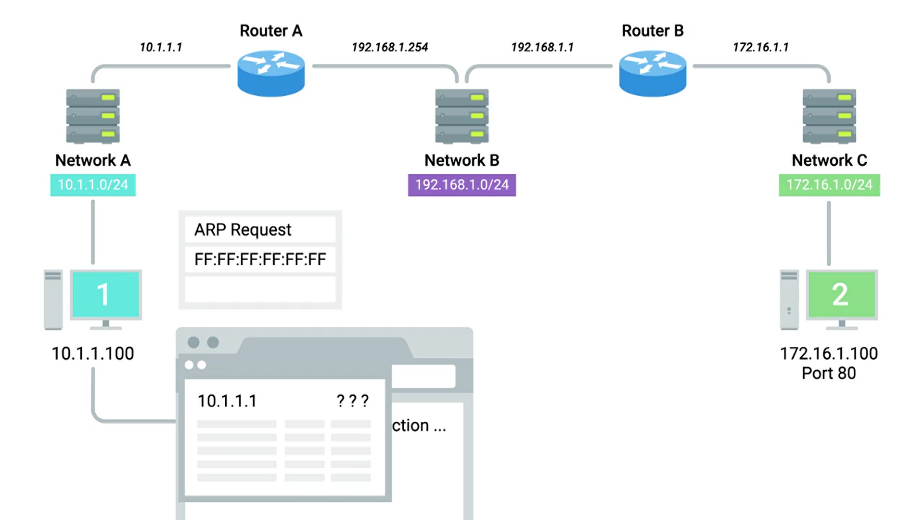 Router A
Router B
10.1.1.1
192.168.1.254
192.168.1.1
172.16.1.1
Network A
Network B
Network C
10.1.1.0/24
192.168.1.0/24
172.16.1.0/24
ARP Request
FF:FF:FF:FF:FF:FF
1
2
10.1.1.100
172.16.1.100
Port 80
10.1.1.1 ???
ction ...